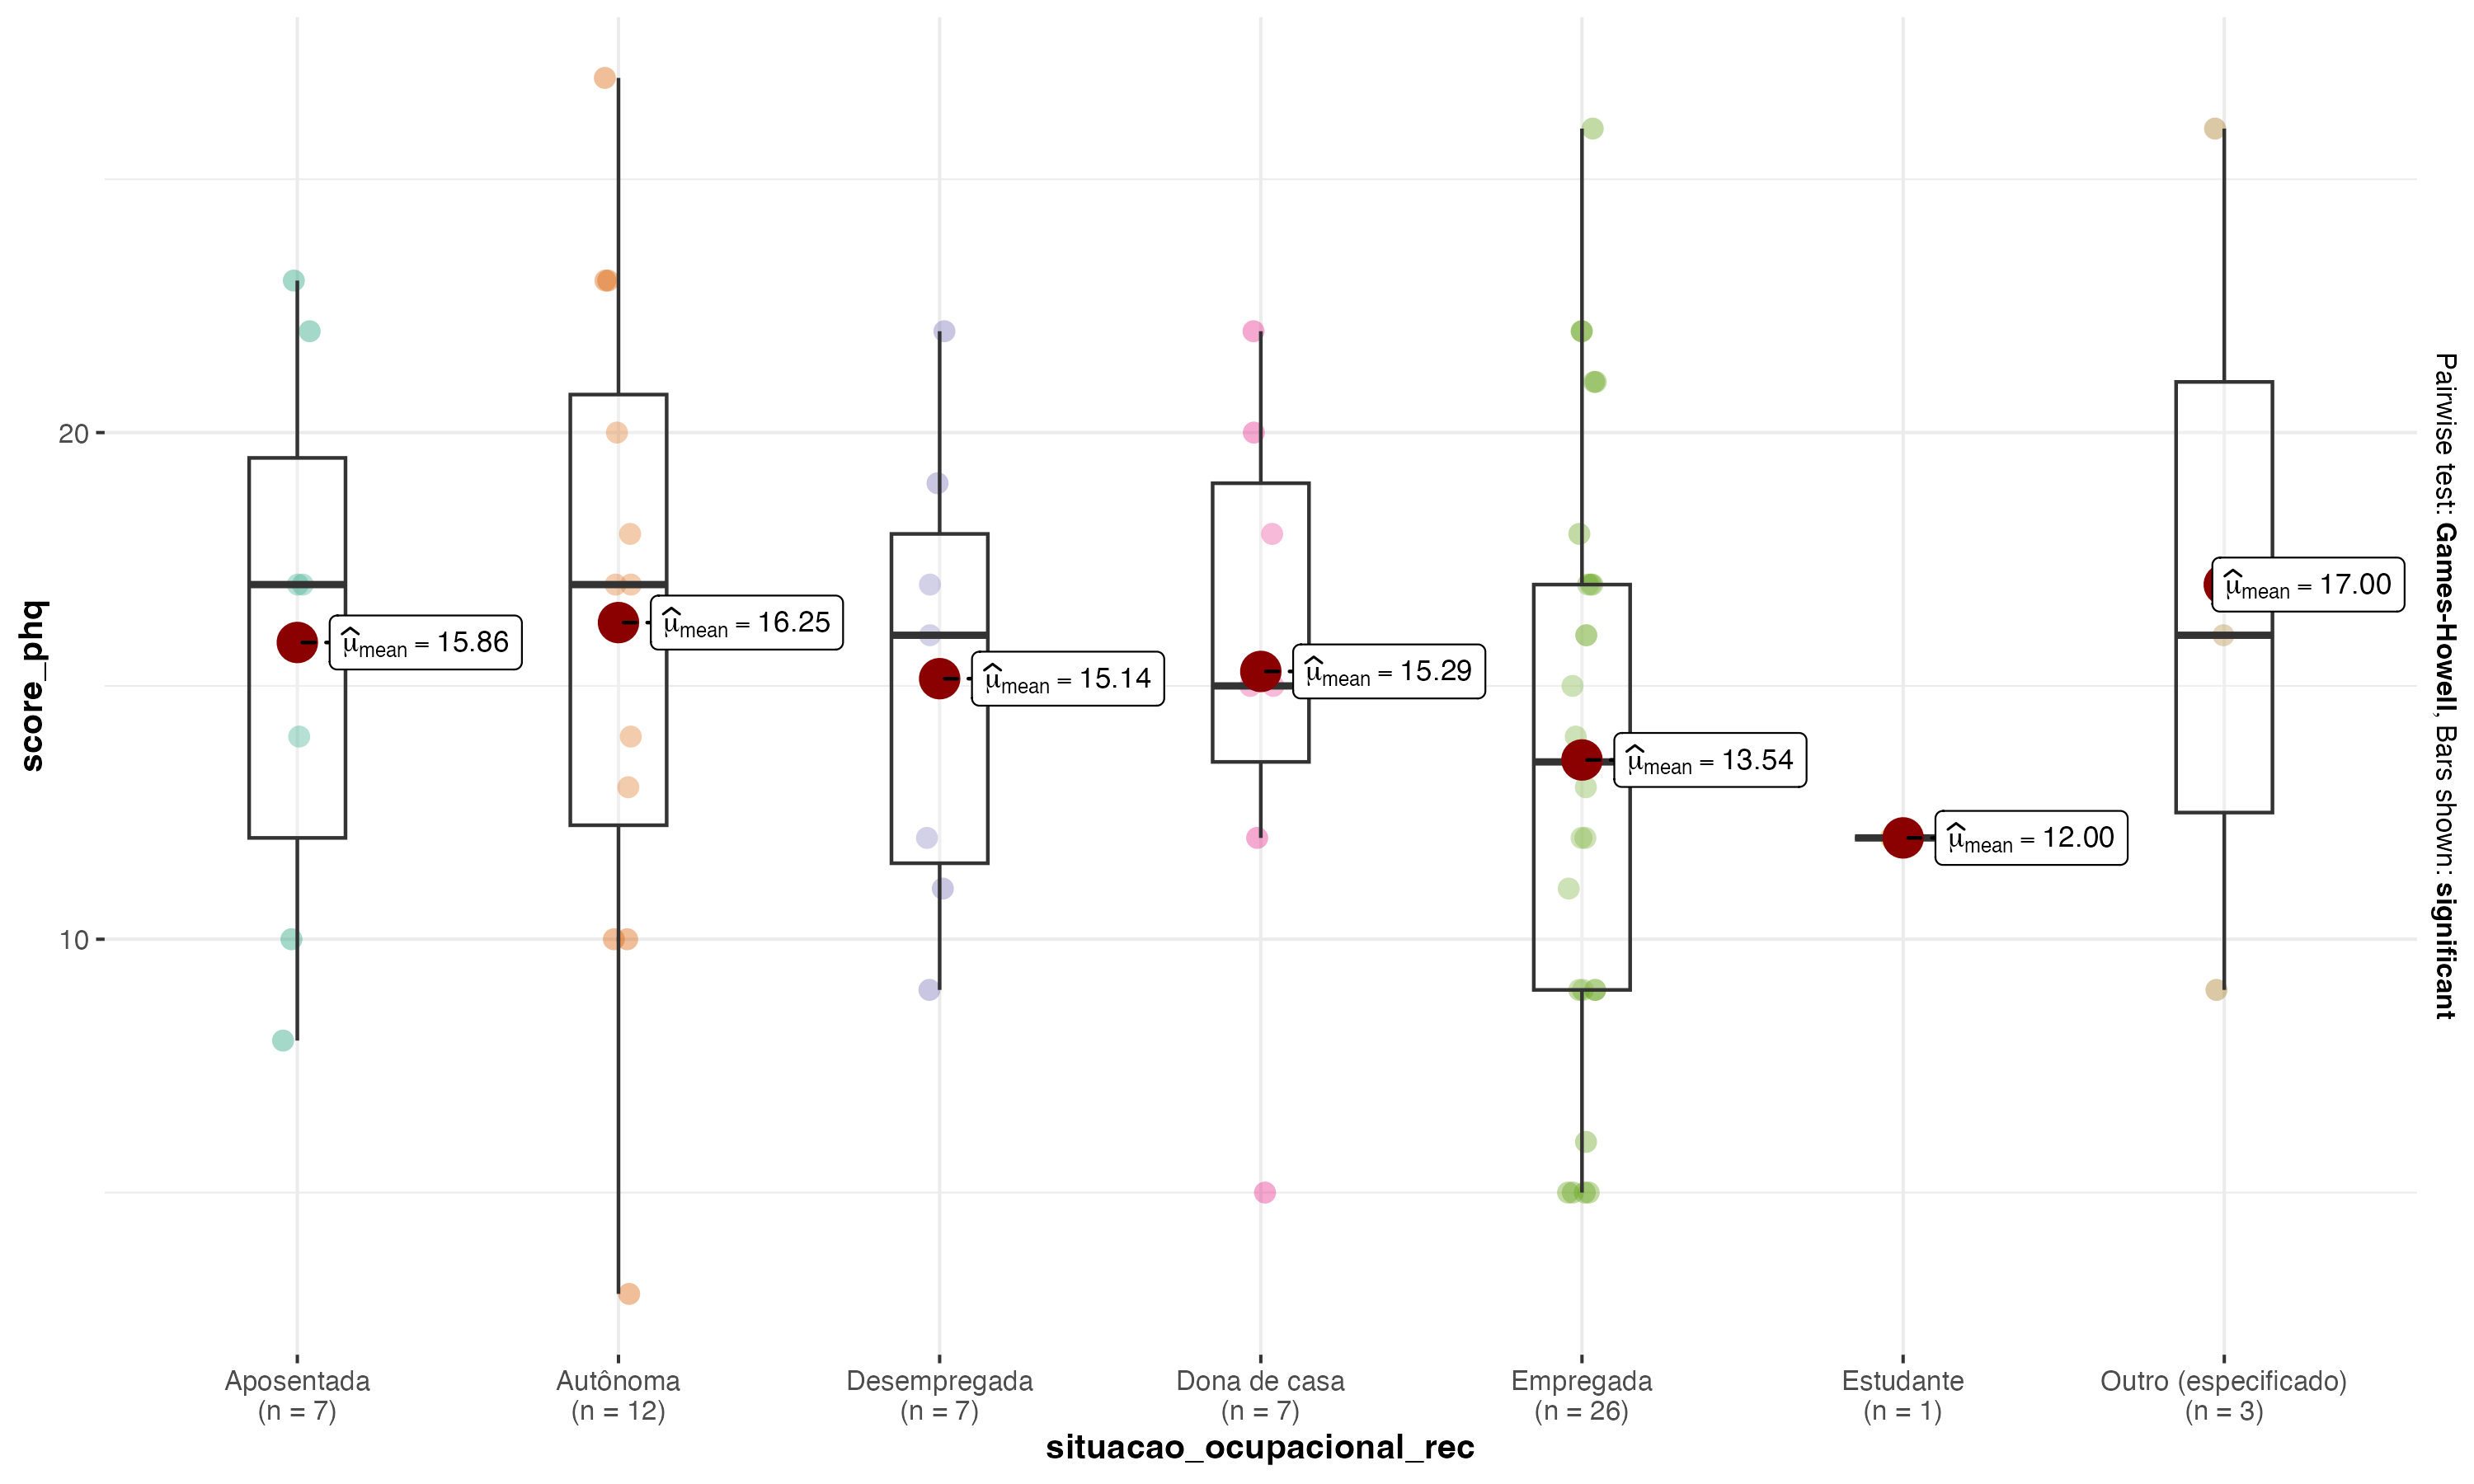 score_phq
20
10
μ̂mean = 15.86
μ̂mean = 16.25
μ̂mean = 15.14
μ̂mean = 15.29
μ̂mean = 13.54
μ̂mean = 12.00
μ̂mean = 17.00
Aposentada
(n = 7)
Autônoma
(n = 12)
Desempregada
(n = 7)
Dona de casa
(n = 7)
Empregada
(n = 26)
Estudante
(n = 1)
Outro (especificado)
(n = 3)
situacao_ocupacional_rec
Pairwise test: Games-Howell, Bars shown: significant